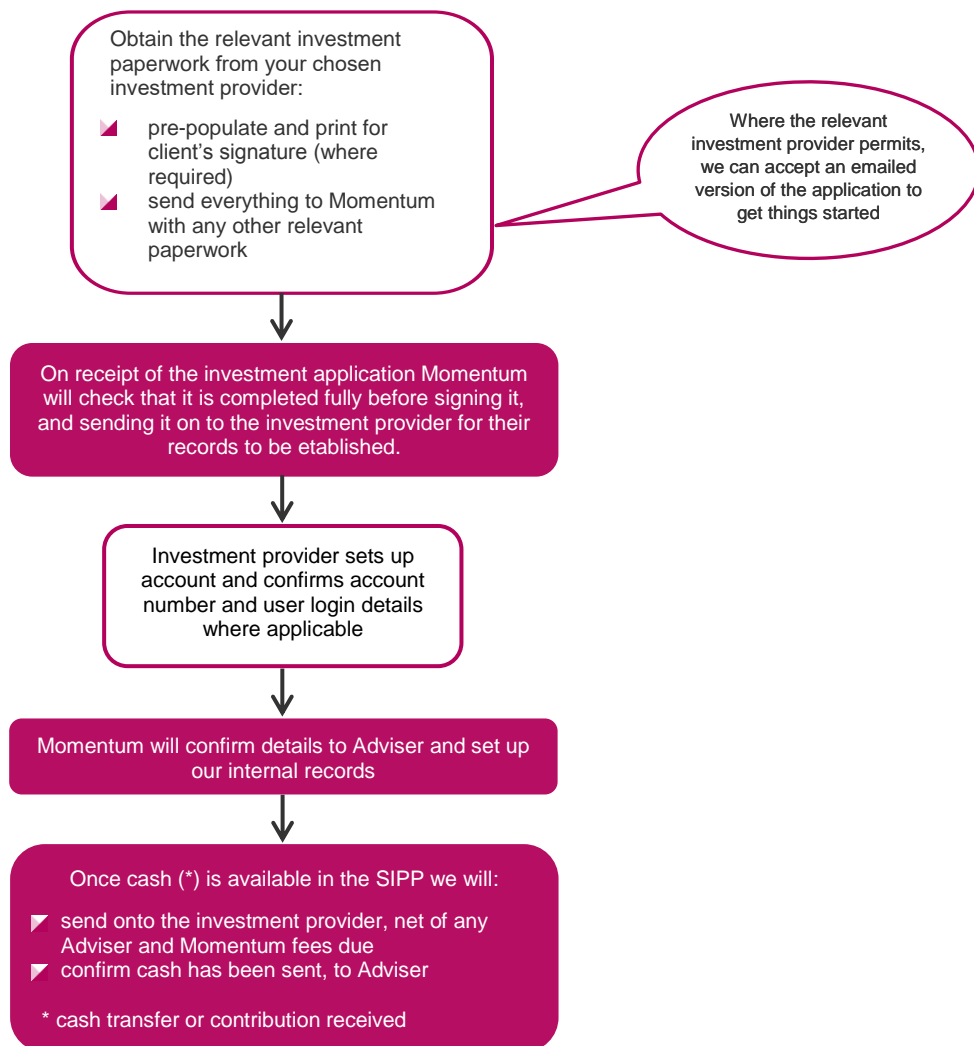 Obtain the relevant investment
paperwork from your chosen
investment provider:
pre-populate and print for
client's signature (where
required)
send everything to Momentum
with any other relevant
paperwork
Where the relevant
investment provider permits,
we can accept an emailed
version of the application to
get things started
On receipt of the investment application Momentum
will check that it is completed fully before signing it,
and sending it on to the investment provider for their
records to be etablished.
Investment provider sets up
account and confirms account
number and user login details
where applicable
Momentum will confirm details to Adviser and set up
our internal records
Once cash (*) is available in the SIPP we will:
send onto the investment provider, net of any
Adviser and Momentum fees due
confirm cash has been sent, to Adviser
* cash transfer or contribution received